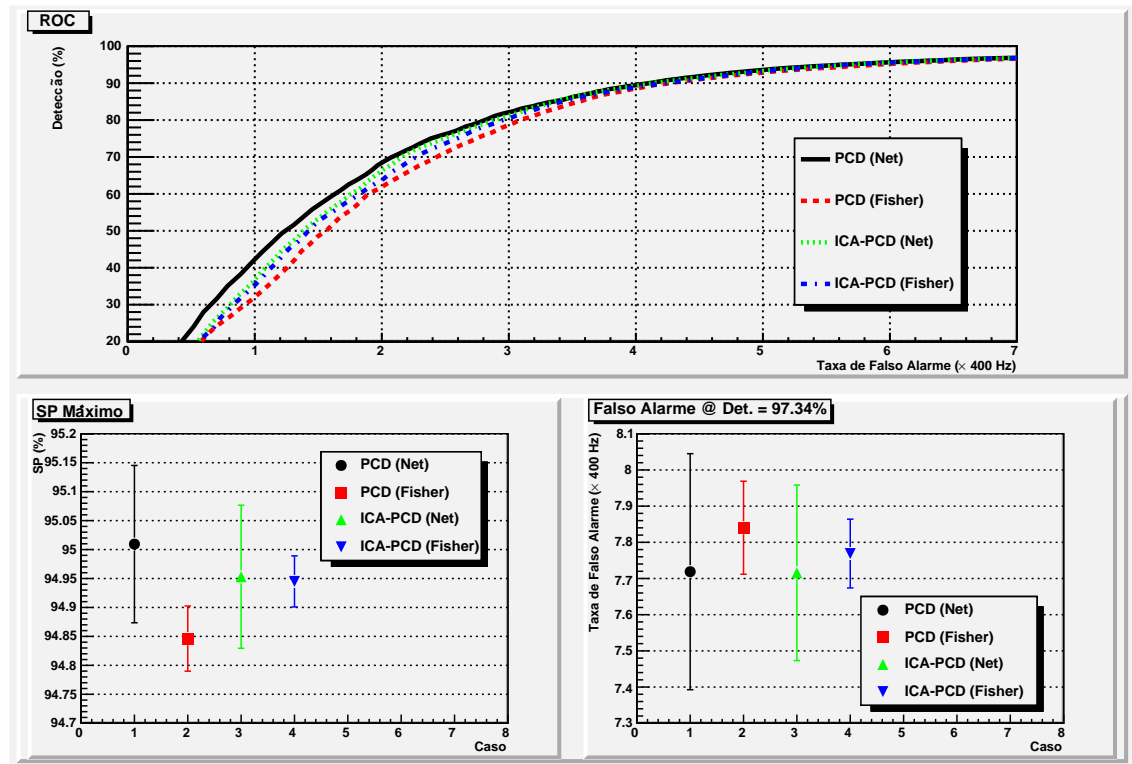 ROC
Detecção (%)
100
90
80
70
60
50
40
30
20
0 1 2 3 4 5 6 7
Taxa de Falso Alarme (× 400 Hz)
PCD (Net)
PCD (Fisher)
ICA-PCD (Net)
ICA-PCD (Fisher)
SP Máximo
SP (%)
95.2
95.15
95.1
95.05
95
94.95
94.9
94.85
94.8
94.75
94.7
0 1 2 3 4 5 6 7 8
Caso
PCD (Net)
PCD (Fisher)
ICA-PCD (Net)
ICA-PCD (Fisher)
Falso Alarme @ Det. = 97.34%
Taxa de Falso Alarme (× 400 Hz)
8.1
8
7.9
7.8
7.7
7.6
7.5
7.4
7.3
0 1 2 3 4 5 6 7 8
Caso
PCD (Net)
PCD (Fisher)
ICA-PCD (Net)
ICA-PCD (Fisher)